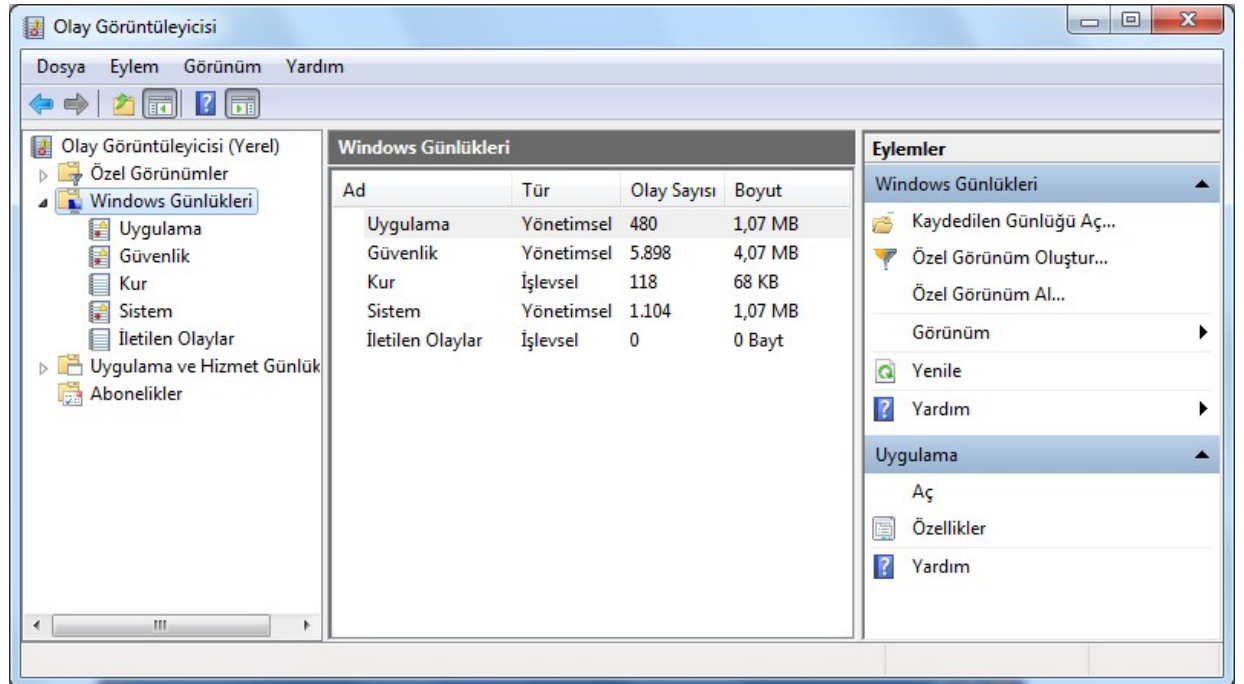 Olay Görüntüleyicisi
Dosya Eylem Görünüm Yardım
Olay Görüntüleyicisi (Yerel)
Özel Görünümler
Windows Günlükleri
Uygulama
Güvenlik
Kur
Sistem
İletilen Olaylar
Uygulama ve Hizmet Günlük
Abonelikler
Windows Günlükleri
Ad Tür Olay Sayısı Boyut
Uygulama Yönetimsel 480 1,07 MB
Güvenlik Yönetimsel 5.898 4,07 MB
Kur İşlevsel 118 68 KB
Sistem Yönetimsel 1.104 1,07 MB
İletilen Olaylar İşlevsel 0 0 Bayt
Eylemler
Windows Günlükleri
Kaydedilen Günlüğü Aç...
Özel Görünüm Oluştur...
Özel Görünüm Al...
Görünüm
Yenile
Yardım
Uygulama
Aç
Özellikler
Yardım